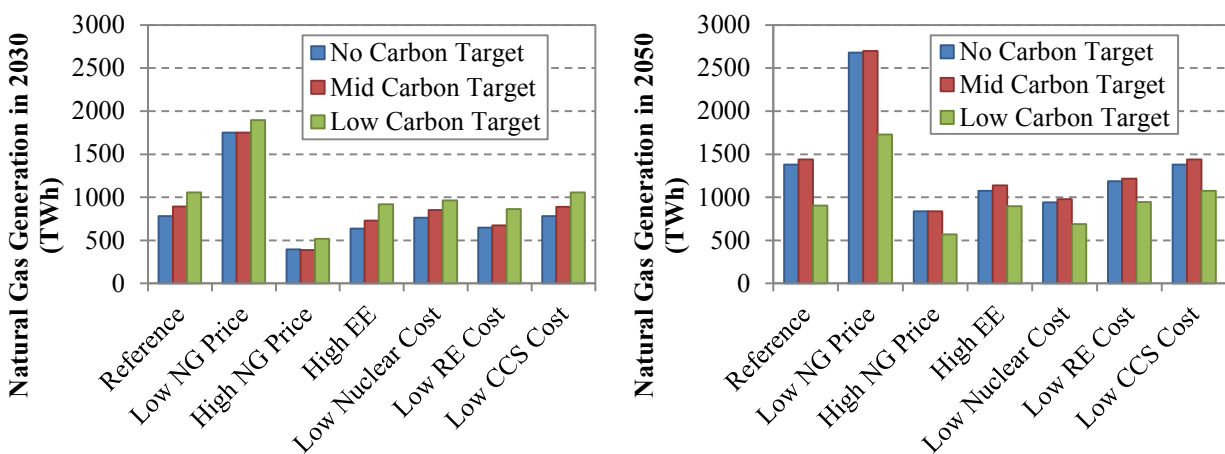 Natural Gas Generation in 2030
(TWh)
3000
2500
2000
1500
1000
500
0
No Carbon Target
Mid Carbon Target
Low Carbon Target
Reference
Low NG Price
High NG Price
High EE
Low Nuclear Cost
Low RE Cost
Low CCS Cost
Natural Gas Generation in 2050
(TWh)
3000
2500
2000
1500
1000
500
0
No Carbon Target
Mid Carbon Target
Low Carbon Target
Reference
Low NG Price
High NG Price
High EE
Low Nuclear Cost
Low RE Cost
Low CCS Cost